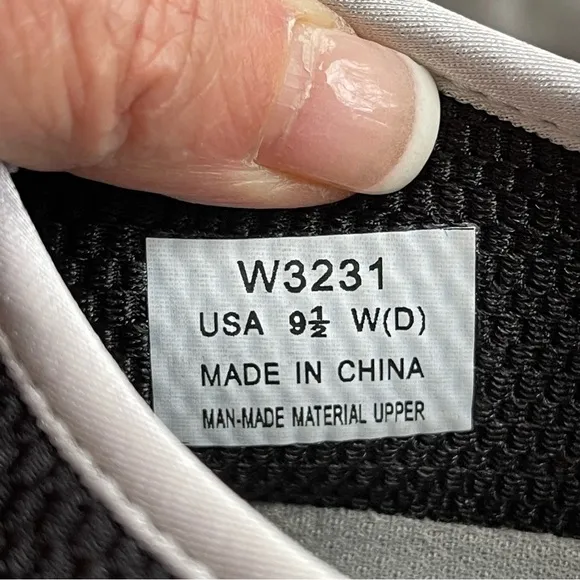 W3231
USA 9½ W(D)
MADE IN CHINA
MAN-MADE MATERIAL UPPER